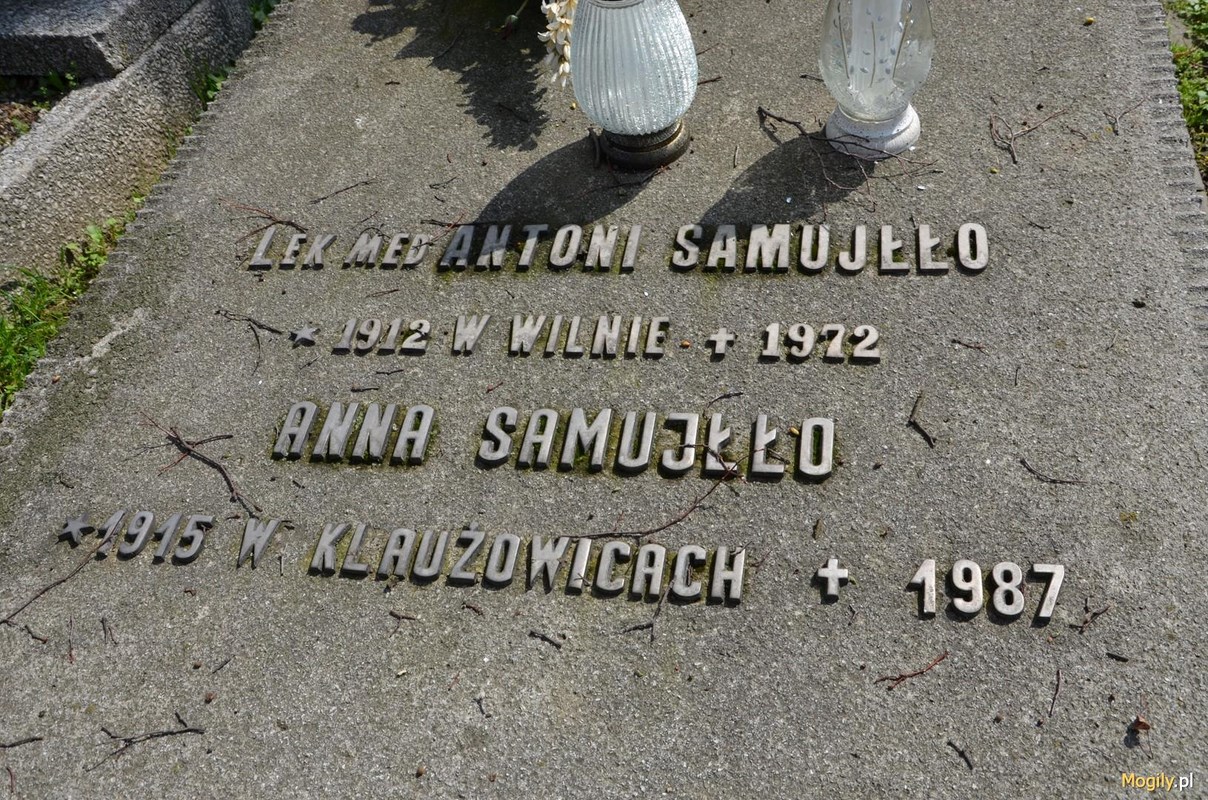 LEK MED ANTONI SAMUJŁŁO
* 1912 W WILNIE + 1972
ANNA SAMUJŁŁO
* 1915 W KLAUŻOWICACH + 1987
Mogily.pl